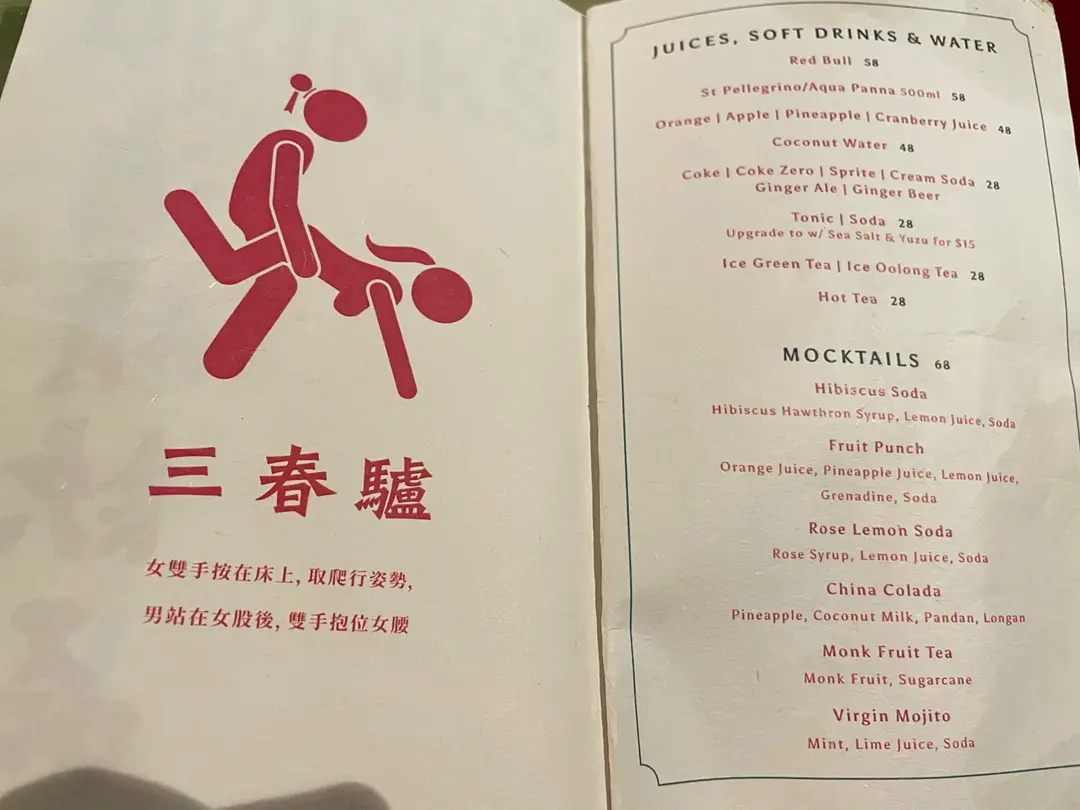 三春驢
女雙手按在床上, 取爬行姿勢,
男站在女股後, 雙手抱位女腰
JUICES, SOFT DRINKS & WATER
Red Bull 58
St Pellegrino/Aqua Panna 500ml 58
Orange | Apple | Pineapple | Cranberry Juice 48
Coconut Water 48
Coke | Coke Zero | Sprite | Cream Soda 28
Ginger Ale | Ginger Beer
Tonic | Soda 28
Upgrade to w/ Sea Salt & Yuzu for $15
Ice Green Tea | Ice Oolong Tea 28
Hot Tea 28
MOCKTAILS 68
Hibiscus Soda
Hibiscus Hawthron Syrup, Lemon Juice, Soda
Fruit Punch
Orange Juice, Pineapple Juice, Lemon Juice,
Grenadine, Soda
Rose Lemon Soda
Rose Syrup, Lemon Juice, Soda
China Colada
Pineapple, Coconut Milk, Pandan, Longan
Monk Fruit Tea
Monk Fruit, Sugarcane
Virgin Mojito
Mint, Lime Juice, Soda